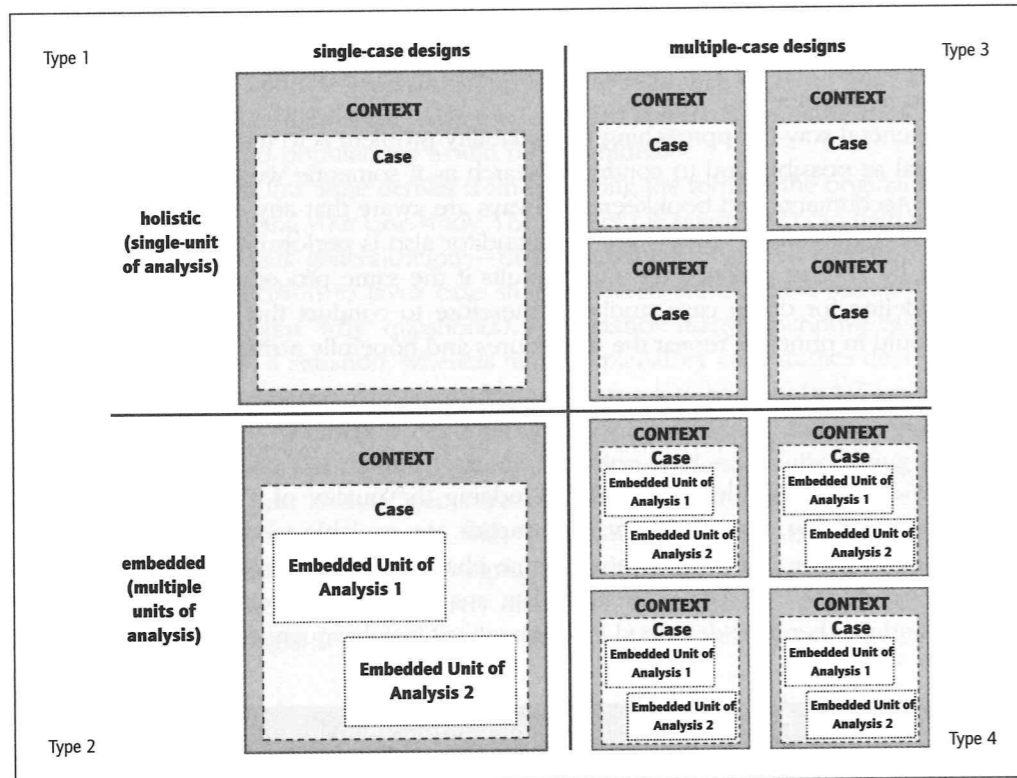 Type 1
single-case designs
multiple-case designs
Type 3
CONTEXT
Case
holistic
(single-unit
of analysis)
CONTEXT
Case
CONTEXT
Case
CONTEXT
Case
CONTEXT
Case
embedded
(multiple
units of
analysis)
CONTEXT
Case
Embedded Unit of
Analysis 1
Embedded Unit of
Analysis 2
CONTEXT
Case
Embedded Unit of
Analysis 1
Embedded Unit of
Analysis 2
CONTEXT
Case
Embedded Unit of
Analysis 1
Embedded Unit of
Analysis 2
CONTEXT
Case
Embedded Unit of
Analysis 1
Embedded Unit of
Analysis 2
CONTEXT
Case
Embedded Unit of
Analysis 1
Embedded Unit of
Analysis 2
Type 2
Type 4